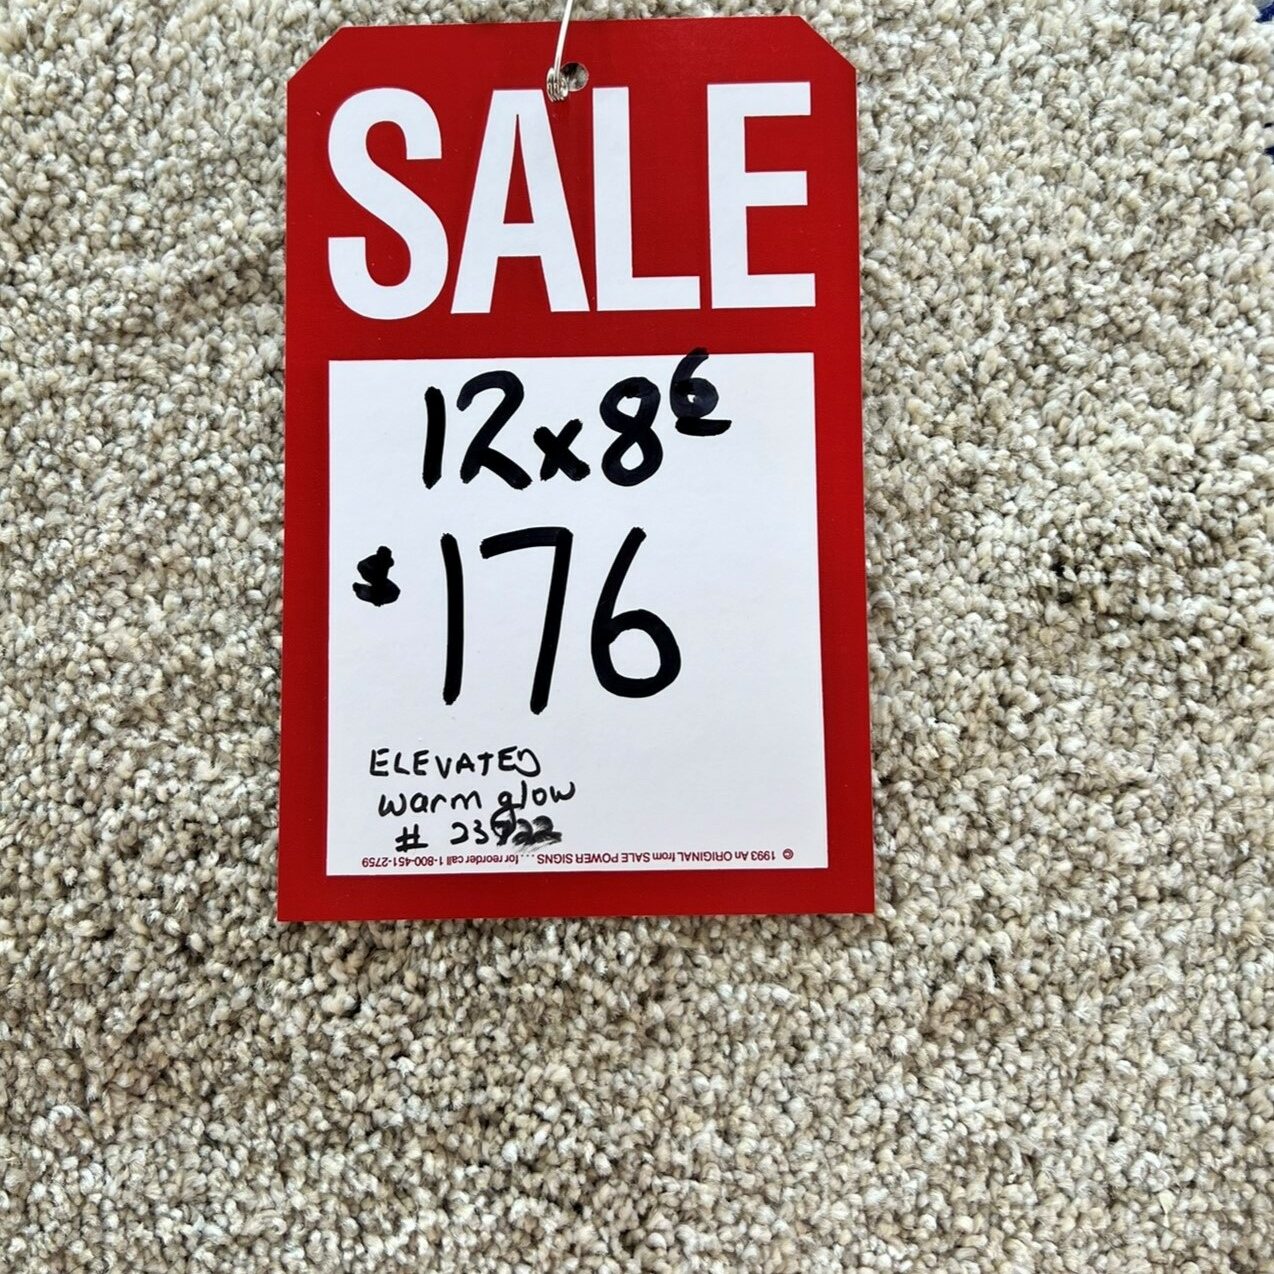 SALE
12x8⁶
$176
ELEVATED
warm glow
#
© 1993 An ORIGINAL from SALE POWER SIGNS .... for reorder call 1-800-451-2759